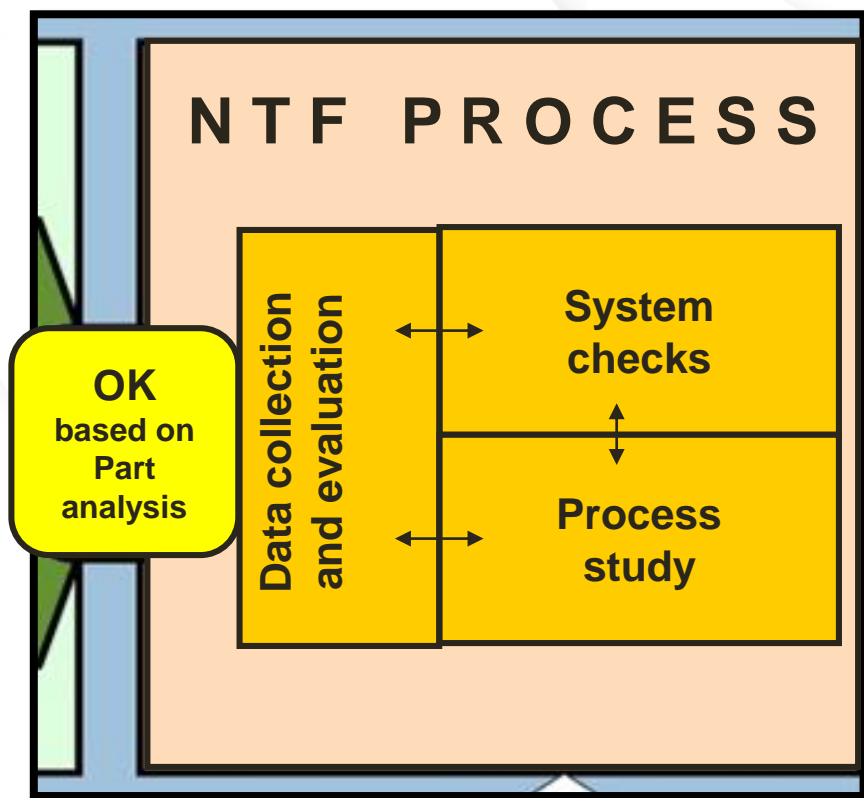 NTF PROCESS
OK
based on
Part
analysis
Data collection
and evaluation
System
checks
Process
study